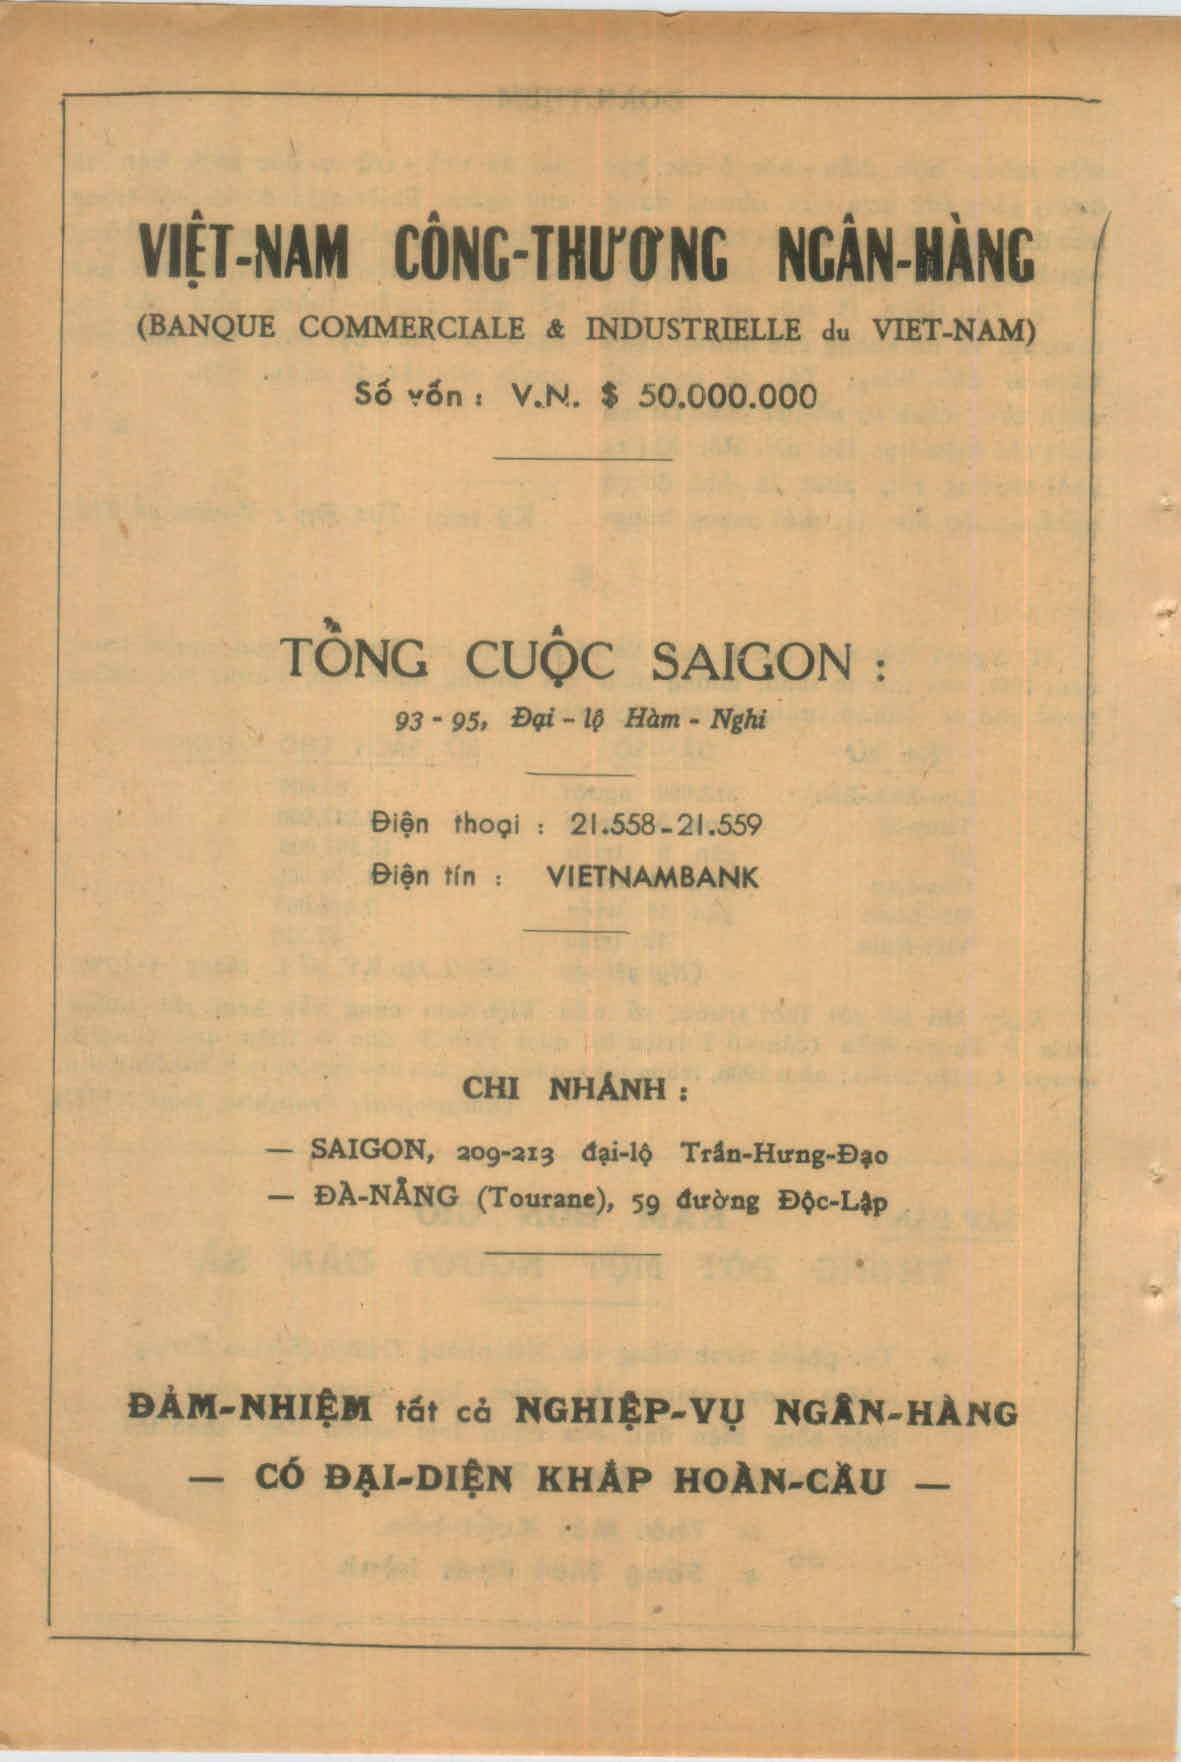 VIỆT-NAM CÔNG-THƯƠNG NGÂN-HÀNG
(BANQUE COMMERCIALE & INDUSTRIELLE du VIET-NAM)
Số vốn : V.N. $ 50.000.000
TỔNG CUỘC SAIGON :
93 - 95, Đại - lộ Hàm - Nghi
Điện thoại : 21.558-21.559
Điện tín : VIETNAMBANK
CHI NHÁNH :
— SAIGON, 209-213 đại-lộ Trần-Hưng-Đạo
— ĐÀ-NẴNG (Tourane), 59 đường Độc-Lập
ĐẢM-NHIỆM tất cả NGHIỆP-VỤ NGÂN-HÀNG
— CÓ ĐẠI-DIỆN KHẮP HOÀN-CẦU —